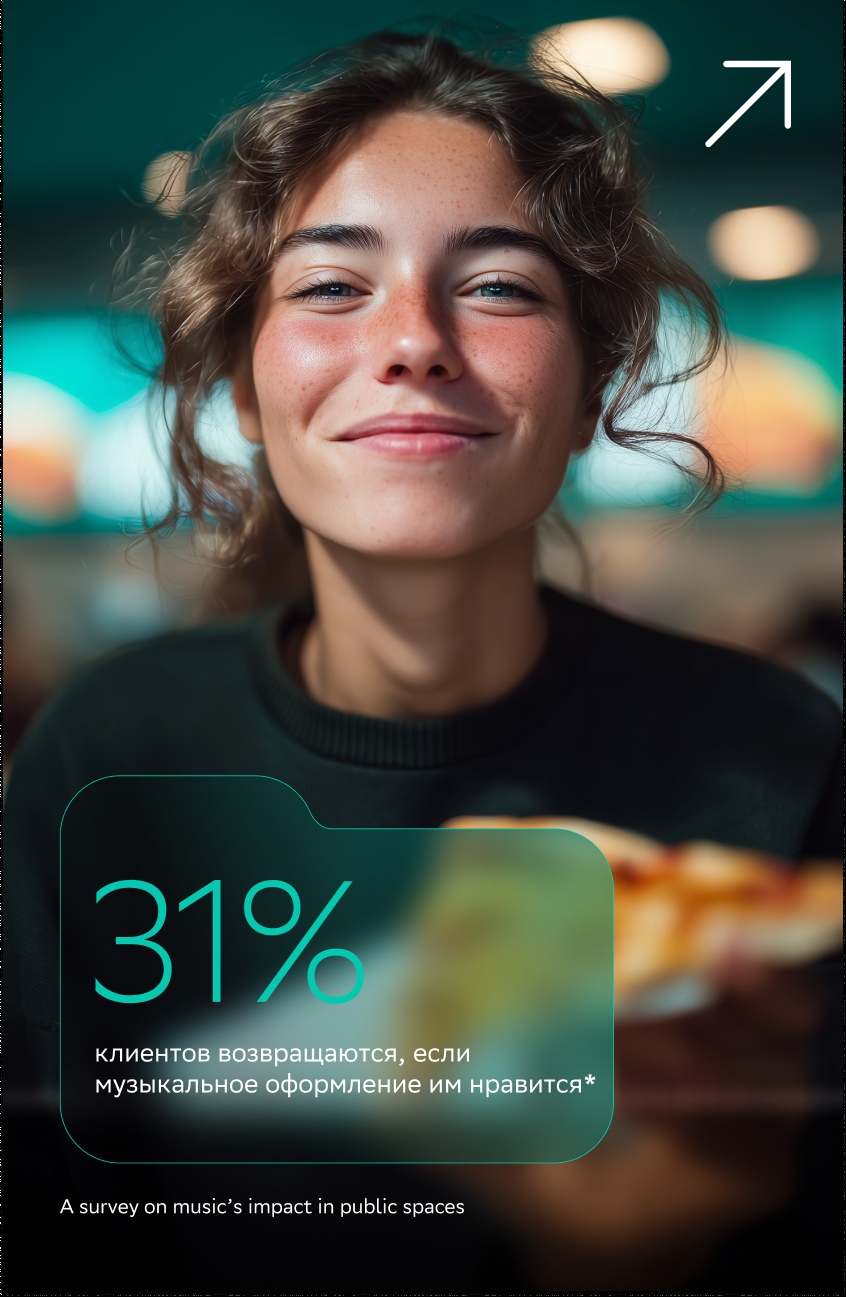 31%
клиентов возвращаются, если
музыкальное оформление им нравится*
A survey on music’s impact in public spaces